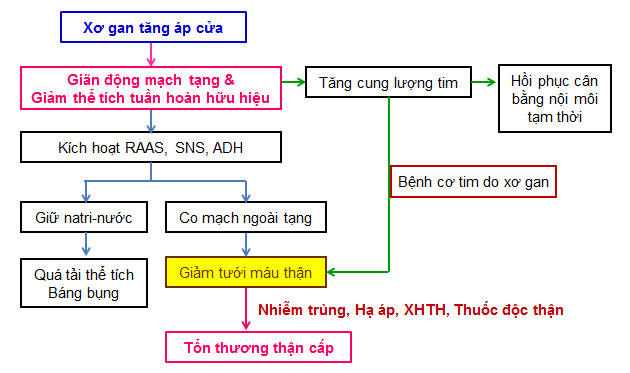 Xơ gan tăng áp cửa
Giãn động mạch tạng &
Giảm thể tích tuần hoàn hữu hiệu
Tăng cung lượng tim
Hồi phục cân
bằng nội môi
tạm thời
Kích hoạt RAAS, SNS, ADH
Bệnh cơ tim do xơ gan
Giữ natri-nước
Co mạch ngoài tạng
Quá tải thể tích
Báng bụng
Giảm tưới máu thận
Nhiễm trùng, Hạ áp, XHTH, Thuốc độc thận
Tổn thương thận cấp